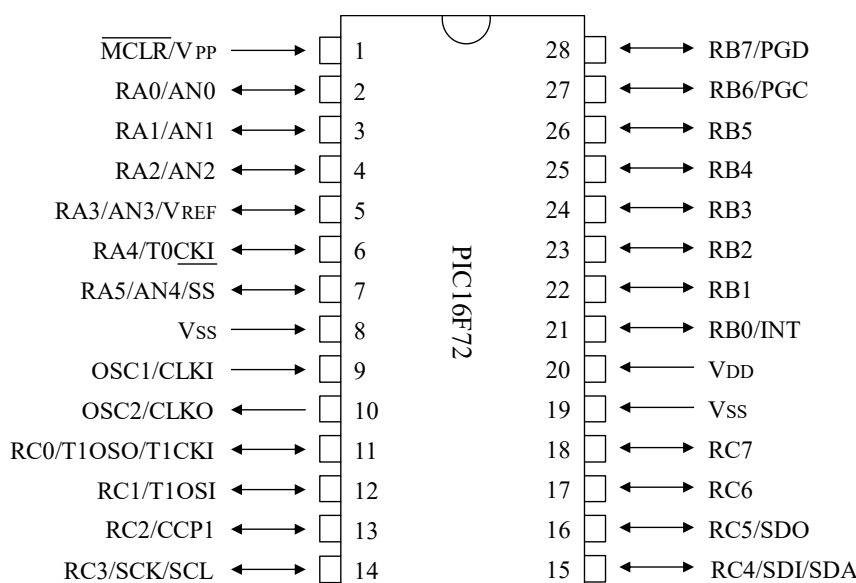 MCLR/VPP 1 28 RB7/PGD
RA0/AN0 2 27 RB6/PGC
RA1/AN1 3 26 RB5
RA2/AN2 4 25 RB4
RA3/AN3/VREF 5 24 RB3
RA4/T0CKI 6 23 RB2
RA5/AN4/SS 7 22 RB1
VSS 8 21 RB0/INT
OSC1/CLKI 9 20 VDD
OSC2/CLKO 10 19 VSS
RC0/T1OSO/T1CKI 11 18 RC7
RC1/T1OSI 12 17 RC6
RC2/CCP1 13 16 RC5/SDO
RC3/SCK/SCL 14 15 RC4/SDI/SDA
PIC16F72